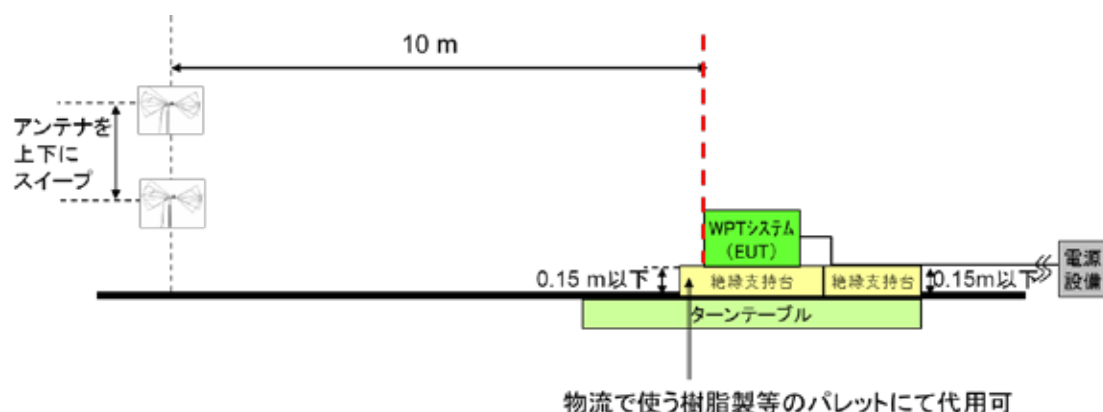 10 m
アンテナを
上下に
スイープ
WPTシステム
(EUT)
電源
設備
0.15 m以下
絶縁支持台
絶縁支持台
0.15m以下
ターンテーブル
物流で使う樹脂製等のパレットにて代用可